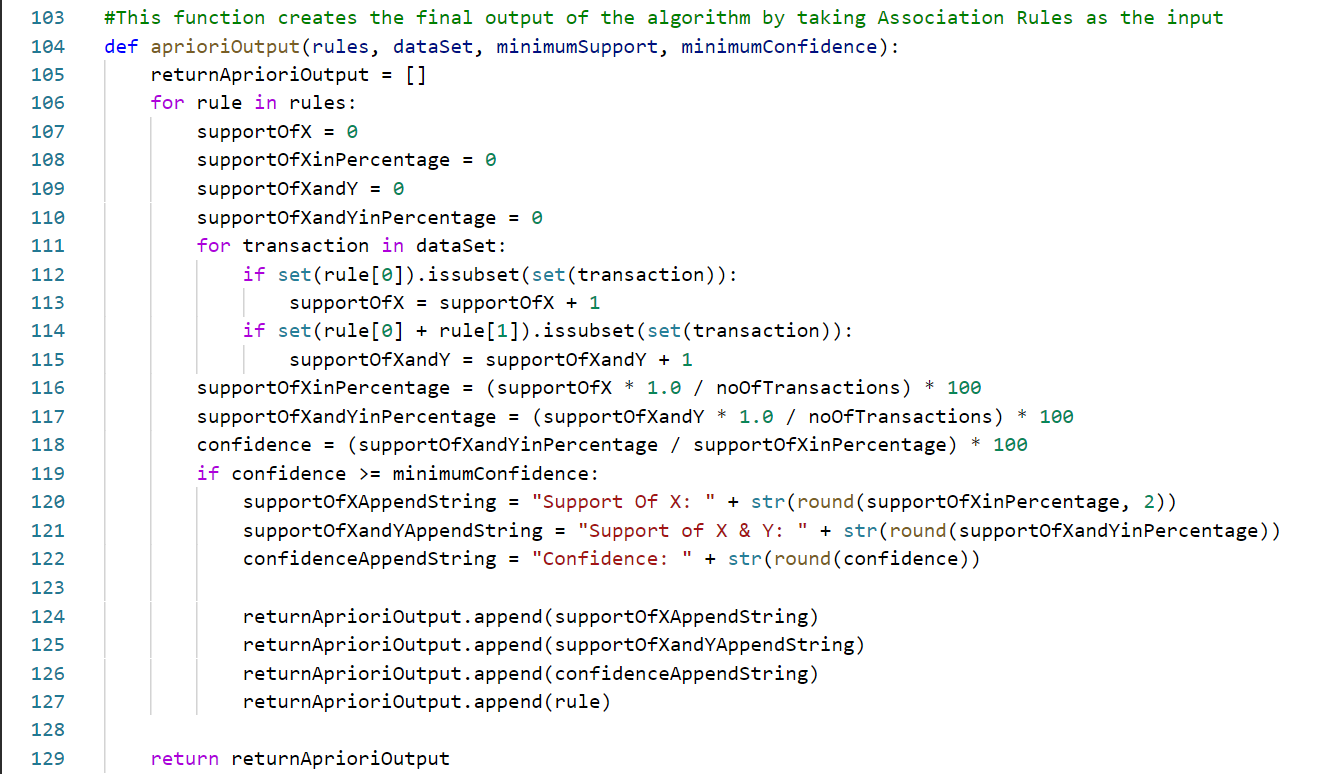 103 #This function creates the final output of the algorithm by taking Association Rules as the input
104 def aprioriOutput(rules, dataSet, minimumSupport, minimumConfidence):
105     returnAprioriOutput = []
106     for rule in rules:
107         supportOfX = 0
108         supportOfXinPercentage = 0
109         supportOfXandY = 0
110         supportOfXandYinPercentage = 0
111         for transaction in dataSet:
112             if set(rule[0]).issubset(set(transaction)):
113                 supportOfX = supportOfX + 1
114             if set(rule[0] + rule[1]).issubset(set(transaction)):
115                 supportOfXandY = supportOfXandY + 1
116         supportOfXinPercentage = (supportOfX * 1.0 / noOfTransactions) * 100
117         supportOfXandYinPercentage = (supportOfXandY * 1.0 / noOfTransactions) * 100
118         confidence = (supportOfXandYinPercentage / supportOfXinPercentage) * 100
119         if confidence >= minimumConfidence:
120             supportOfXAppendString = "Support Of X: " + str(round(supportOfXinPercentage, 2))
121             supportOfXandYAppendString = "Support of X & Y: " + str(round(supportOfXandYinPercentage))
122             confidenceAppendString = "Confidence: " + str(round(confidence))
123
124             returnAprioriOutput.append(supportOfXAppendString)
125             returnAprioriOutput.append(supportOfXandYAppendString)
126             returnAprioriOutput.append(confidenceAppendString)
127             returnAprioriOutput.append(rule)
128
129     return returnAprioriOutput